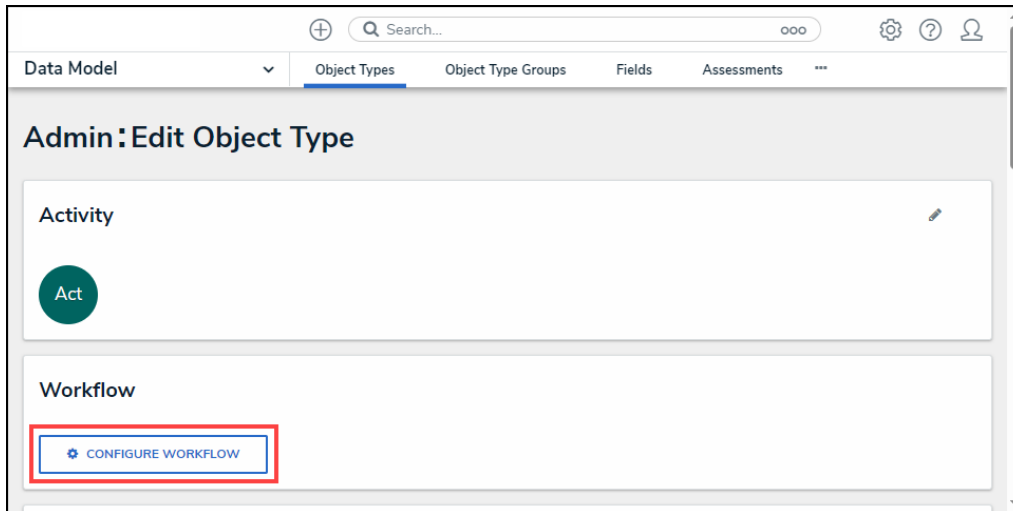 Search...
Data Model
Object Types Object Type Groups Fields Assessments
Admin:Edit Object Type
Activity
Act
Workflow
CONFIGURE WORKFLOW